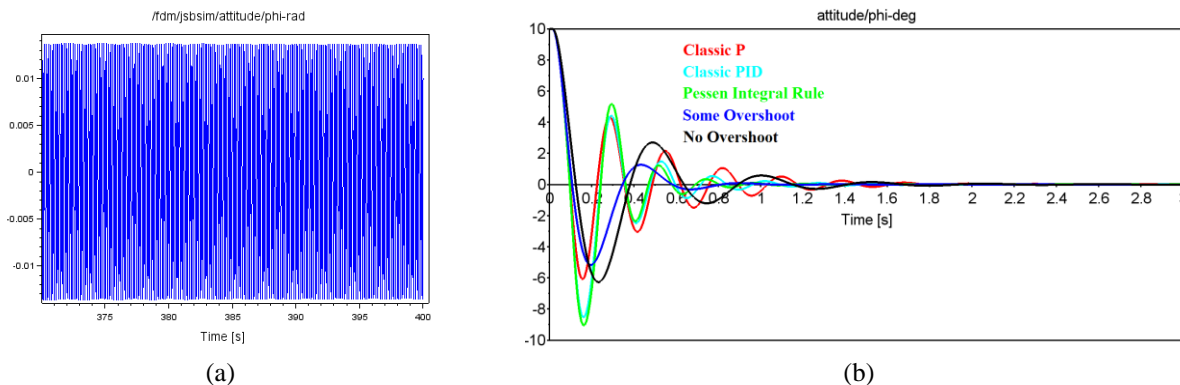 /fdm/jsbsim/attitude/phi-rad
0.01
0.005
0
-0.005
-0.01
375 380 385 390 395 400
Time [s]
(a)
attitude/phi-deg
10
8
6
4
2
0
-2
-4
-6
-8
-10
Classic P
Classic PID
Pessen Integral Rule
Some Overshoot
No Overshoot
0 0.2 0.4 0.6 0.8 1 1.2 1.4 1.6 1.8 2 2.2 2.4 2.6 2.8
Time [s]
(b)